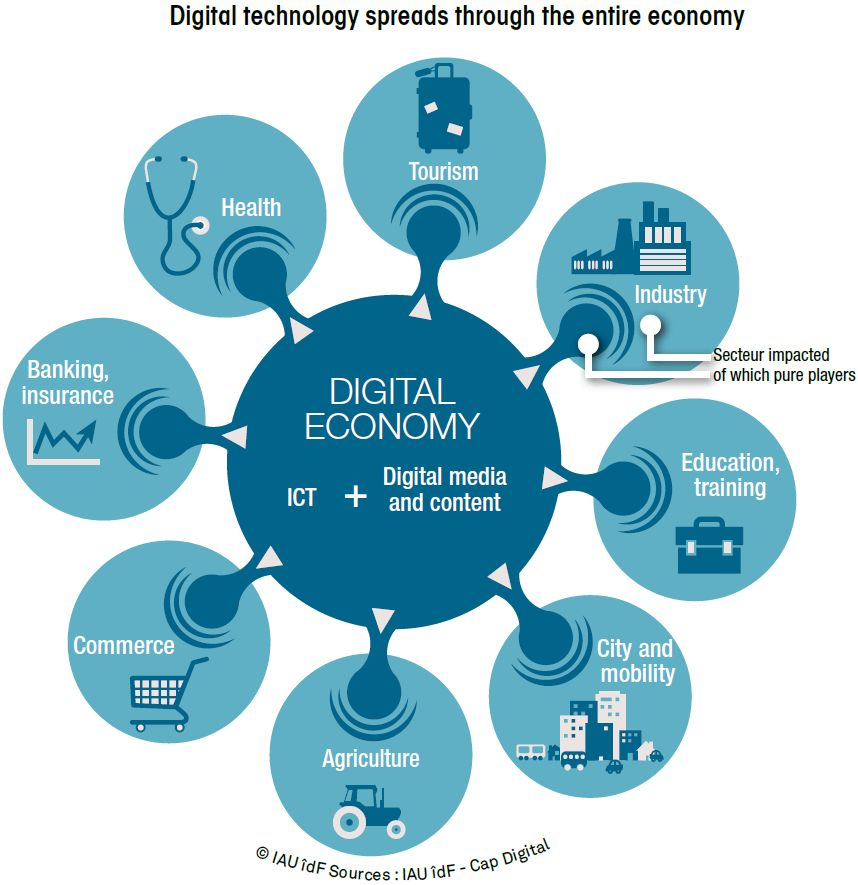 Digital technology spreads through the entire economy
Tourism
Health
Industry
Secteur impacted
of which pure players
Banking,
insurance
DIGITAL
ECONOMY
ICT + Digital media
and content
Education,
training
Commerce
City and
mobility
Agriculture
© IAU îdF Sources : IAU îdF - Cap Digital